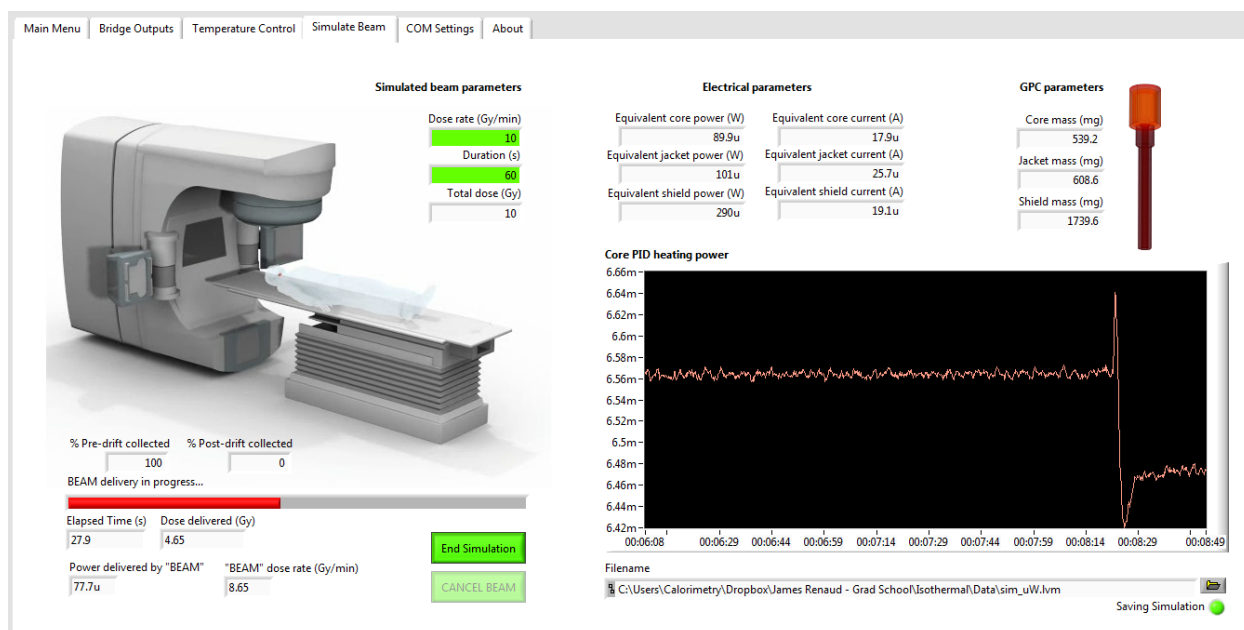 Main Menu Bridge Outputs Temperature Control Simulate Beam COM Settings About
Simulated beam parameters
Dose rate (Gy/min)
10
Duration (s)
60
Total dose (Gy)
10
Electrical parameters
Equivalent core power (W) Equivalent core current (A)
89.9u 17.9u
Equivalent jacket power (W) Equivalent jacket current (A)
101u 25.7u
Equivalent shield power (W) Equivalent shield current (A)
290u 19.1u
GPC parameters
Core mass (mg)
539.2
Jacket mass (mg)
608.6
Shield mass (mg)
1739.6
Core PID heating power
6.66m
6.64m
6.62m
6.6m
6.58m
6.56m
6.54m
6.52m
6.5m
6.48m
6.46m
6.44m
6.42m
00:06:08 00:06:29 00:06:44 00:06:59 00:07:14 00:07:29 00:07:44 00:07:59 00:08:14 00:08:29 00:08:49
% Pre-drift collected % Post-drift collected
100 0
BEAM delivery in progress...
Elapsed Time (s) Dose delivered (Gy)
27.9 4.65
Power delivered by "BEAM" "BEAM" dose rate (Gy/min)
77.7u 8.65
End Simulation
CANCEL BEAM
Filename
C:\Users\Calorimetry\Dropbox\James Renaud - Grad School\Isothermal\Data\sim_uW.lvm
Saving Simulation